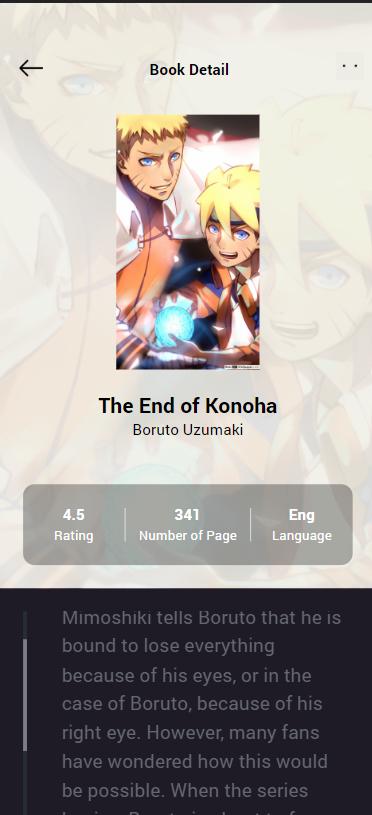 Book Detail
The End of Konoha
Boruto Uzumaki
4.5
341
Eng
Rating
Number of Page
Language
Mimoshiki tells Boruto that he is
bound to lose everything
because of his eyes, or in the
case of Boruto, because of his
right eye. However, many fans
have wondered how this would
be possible. When the series